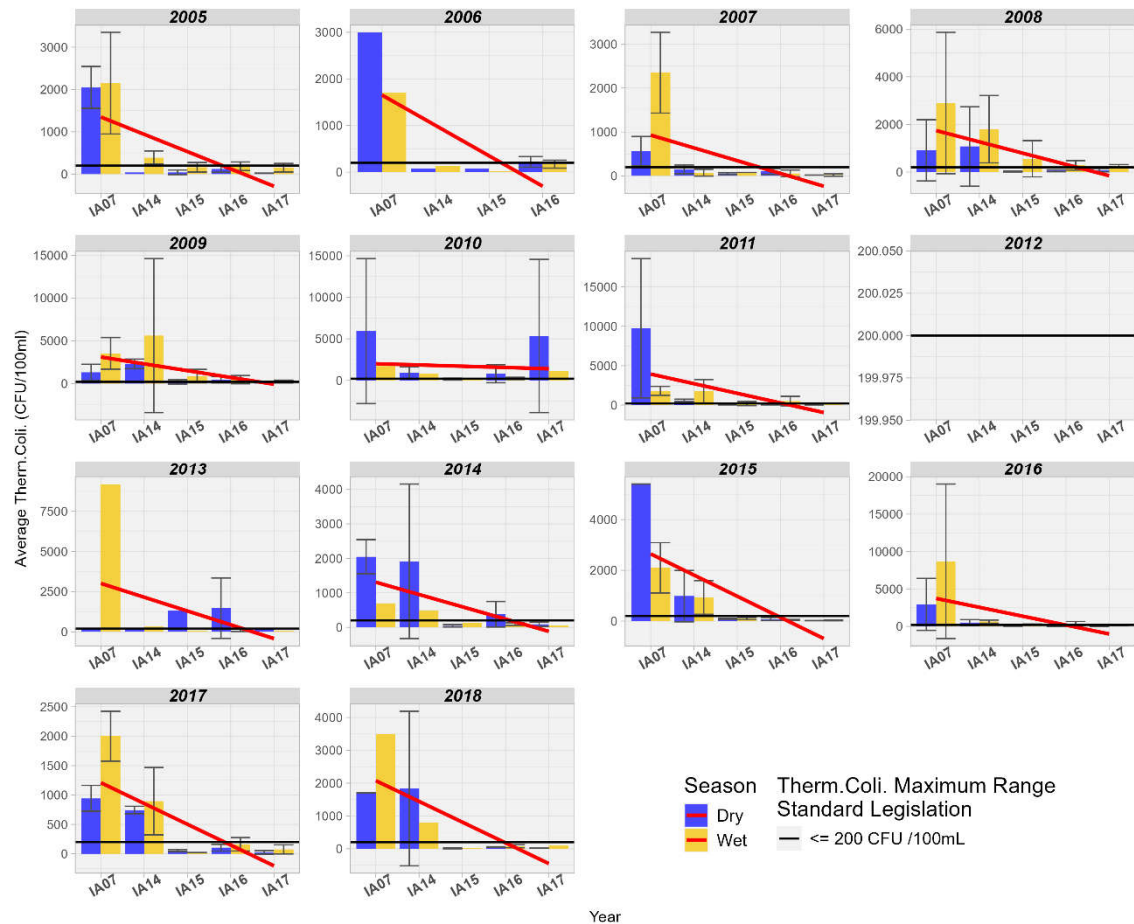 2005
2006
2007
2008
3000
2000
1000
0
IA07
IA14
IA15
IA16
IA17
3000
2000
1000
0
IA07
IA14
IA15
IA16
3000
2000
1000
0
IA07
IA14
IA15
IA16
IA17
6000
4000
2000
0
IA07
IA14
IA15
IA16
IA17
2009
2010
2011
2012
15000
10000
5000
0
IA07
IA14
IA15
IA16
IA17
15000
10000
5000
0
IA07
IA14
IA15
IA16
IA17
15000
10000
5000
0
IA07
IA14
IA15
IA16
IA17
200.050
200.025
200.000
199.975
199.950
Average Therm.Coli. (CFU/100ml)
2013
2014
2015
2016
7500
5000
2500
0
IA07
IA14
IA15
IA16
IA17
4000
3000
2000
1000
0
IA07
IA14
IA15
IA16
IA17
4000
2000
0
IA07
IA14
IA15
IA16
IA17
20000
15000
10000
5000
0
IA07
IA14
IA15
IA16
IA17
2017
2018
2500
2000
1500
1000
500
0
IA07
IA14
IA15
IA16
IA17
4000
3000
2000
1000
0
IA07
IA14
IA15
IA16
IA17
Season
Dry
Wet
Therm.Coli. Maximum Range
Standard Legislation
<= 200 CFU /100mL
Year